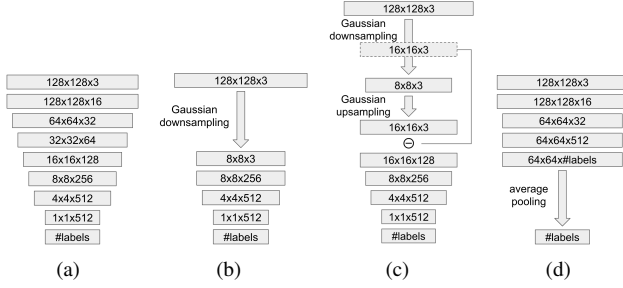 128x128x3
128x128x16
64x64x32
32x32x64
16x16x128
8x8x256
4x4x512
1x1x512
#labels
(a)
128x128x3
Gaussian
downsampling
8x8x3
8x8x256
4x4x512
1x1x512
#labels
(b)
128x128x3
Gaussian
downsampling
16x16x3
8x8x3
Gaussian
upsampling
16x16x3
16x16x128
8x8x256
4x4x512
1x1x512
#labels
(c)
128x128x3
128x128x16
64x64x32
64x64x512
64x64x#labels
average
pooling
#labels
(d)